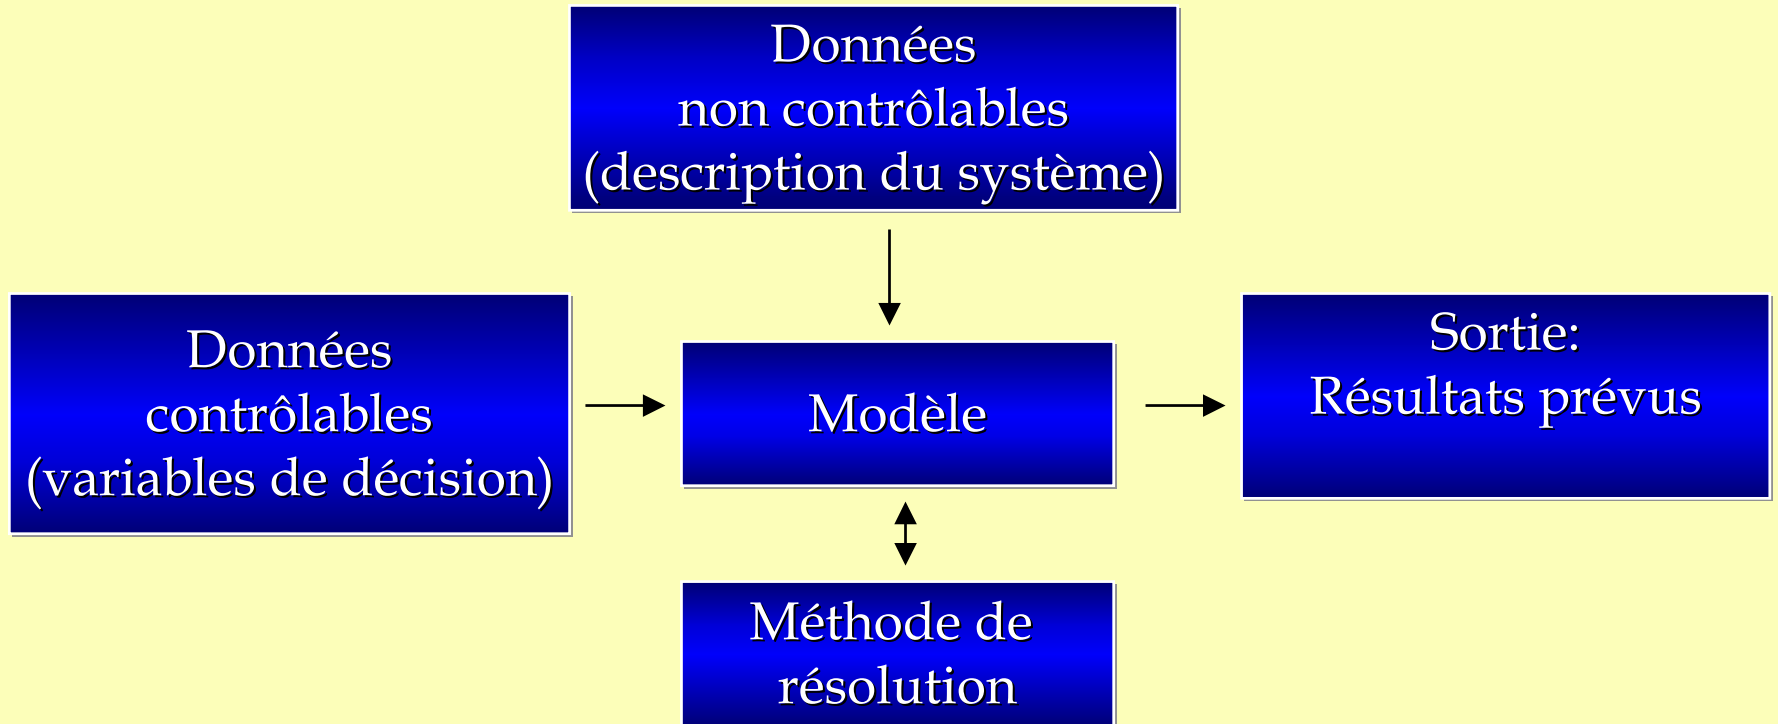 Données
non contrôlables
(description du système)
Données
contrôlables
(variables de décision)
Modèle
Sortie:
Résultats prévus
Méthode de
résolution